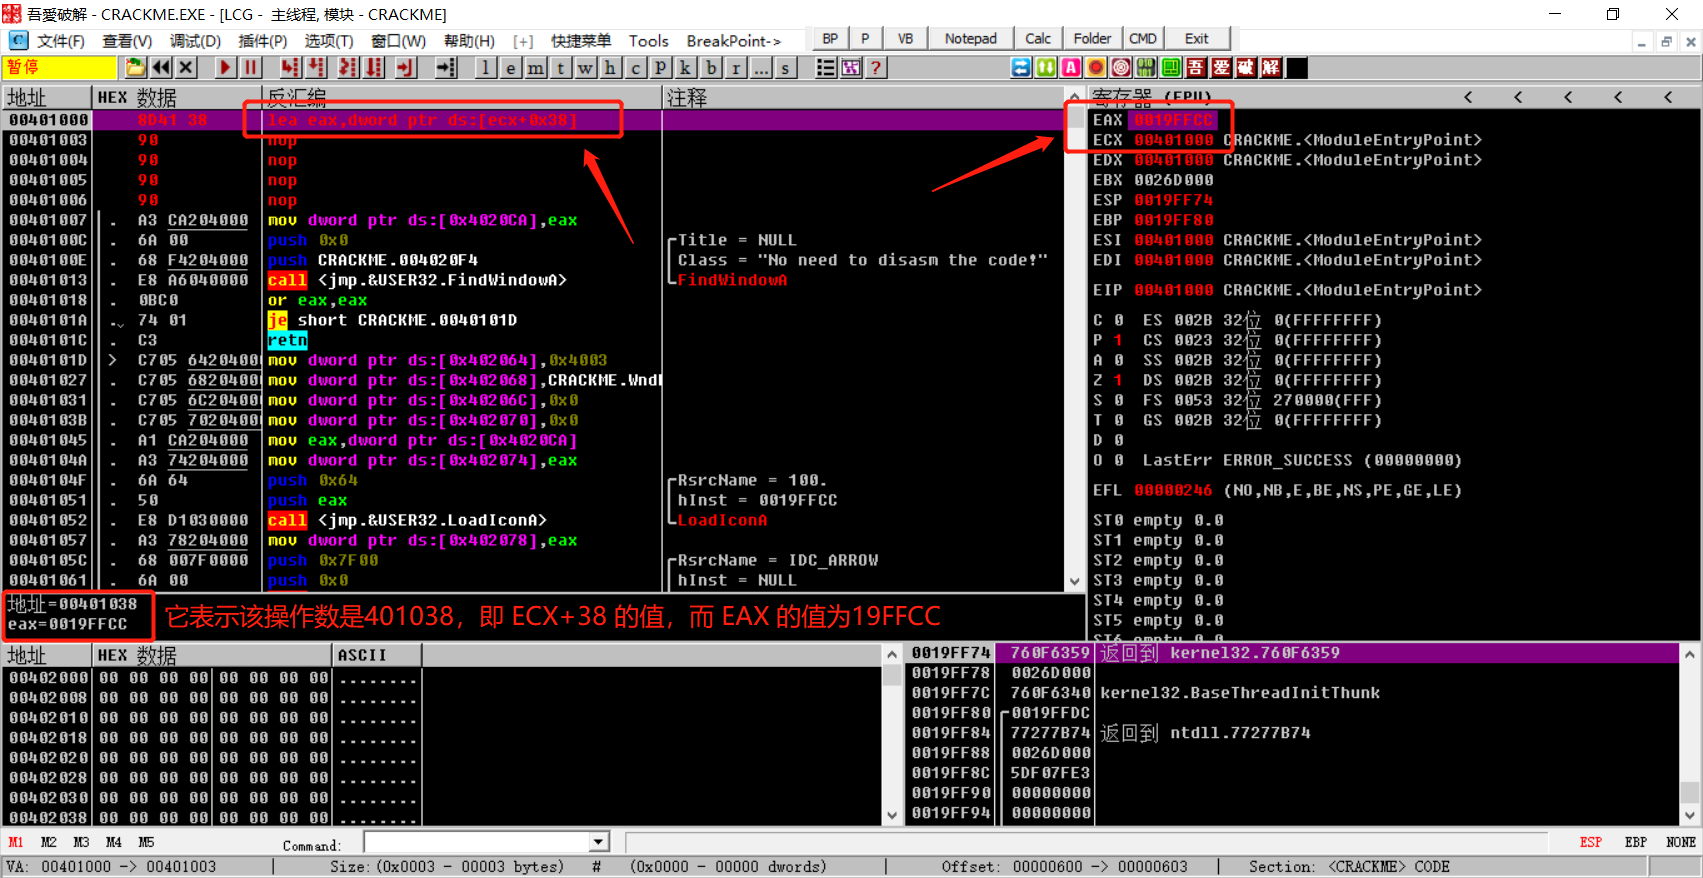 吾愛破解 - CRACKME.EXE - [LCG -  主线程, 模块 - CRACKME]
文件(F) 查看(V) 调试(D) 插件(P) 选项(T) 窗口(W) 帮助(H) [+] 快捷菜单 Tools BreakPoint-> BP P VB Notepad Calc Folder CMD Exit
暂停 l e m t w h c p k b r ... s ? 吾 爱 破 解
地址 HEX 数据 反汇编 注释
00401000 8D41 38 lea eax,dword ptr ds:[ecx+0x38]
00401003 90 nop
00401004 90 nop
00401005 90 nop
00401006 90 nop
00401007 . A3 CA204000 mov dword ptr ds:[0x4020CA],eax
0040100C . 6A 00 push 0x0 Title = NULL
0040100E . 68 F4204000 push CRACKME.004020F4 Class = "No need to disasm the code!"
00401013 . E8 A6040000 call <jmp.&USER32.FindWindowA> FindWindowA
00401018 . 0BC0 or eax,eax
0040101A . 74 01 je short CRACKME.0040101D
0040101C . C3 retn
0040101D > C705 64204000 mov dword ptr ds:[0x402064],0x4003
00401027 . C705 68204000 mov dword ptr ds:[0x402068],CRACKME.Wnd
00401031 . C705 6C204000 mov dword ptr ds:[0x40206C],0x0
0040103B . C705 70204000 mov dword ptr ds:[0x402070],0x0
00401045 . A1 CA204000 mov eax,dword ptr ds:[0x4020CA]
0040104A . A3 74204000 mov dword ptr ds:[0x402074],eax
0040104F . 6A 64 push 0x64 RsrcName = 100.
00401051 . 50 push eax hInst = 0019FFCC
00401052 . E8 D1030000 call <jmp.&USER32.LoadIconA> LoadIconA
00401057 . A3 78204000 mov dword ptr ds:[0x402078],eax
0040105C . 68 007F0000 push 0x7F00 RsrcName = IDC_ARROW
00401061 . 6A 00 push 0x0 hInst = NULL
地址=00401038
eax=0019FFCC
它表示该操作数是401038，即 ECX+38 的值，而 EAX 的值为19FFCC
寄存器 (FPU) < < < < <
EAX 0019FFCC
ECX 00401000 CRACKME.<ModuleEntryPoint>
EDX 00401000 CRACKME.<ModuleEntryPoint>
EBX 0026D000
ESP 0019FF74
EBP 0019FF80
ESI 00401000 CRACKME.<ModuleEntryPoint>
EDI 00401000 CRACKME.<ModuleEntryPoint>
EIP 00401000 CRACKME.<ModuleEntryPoint>
C 0 ES 002B 32位 0(FFFFFFFF)
P 1 CS 0023 32位 0(FFFFFFFF)
A 0 SS 002B 32位 0(FFFFFFFF)
Z 1 DS 002B 32位 0(FFFFFFFF)
S 0 FS 0053 32位 270000(FFF)
T 0 GS 002B 32位 0(FFFFFFFF)
D 0
O 0 LastErr ERROR_SUCCESS (00000000)
EFL 00000246 (NO,NB,E,BE,NS,PE,GE,LE)
ST0 empty 0.0
ST1 empty 0.0
ST2 empty 0.0
ST3 empty 0.0
ST4 empty 0.0
ST5 empty 0.0
ST6 empty 0.0
地址 HEX 数据 ASCII
00402000 00 00 00 00 00 00 00 00 ........
00402008 00 00 00 00 00 00 00 00 ........
00402010 00 00 00 00 00 00 00 00 ........
00402018 00 00 00 00 00 00 00 00 ........
00402020 00 00 00 00 00 00 00 00 ........
00402028 00 00 00 00 00 00 00 00 ........
00402030 00 00 00 00 00 00 00 00 ........
00402038 00 00 00 00 00 00 00 00 ........
0019FF74 760F6359 返回到 kernel32.760F6359
0019FF78 0026D000
0019FF7C 760F6340 kernel32.BaseThreadInitThunk
0019FF80 0019FFDC
0019FF84 77277B74 返回到 ntdll.77277B74
0019FF88 0026D000
0019FF8C 5DF07FE3
0019FF90 00000000
0019FF94 00000000
M1 M2 M3 M4 M5 Command: ESP EBP NONE
VA: 00401000 -> 00401003 | Size:(0x0003 - 00003 bytes) # (0x0000 - 00000 dwords) | Offset: 00000600 -> 00000603 | Section: <CRACKME> CODE